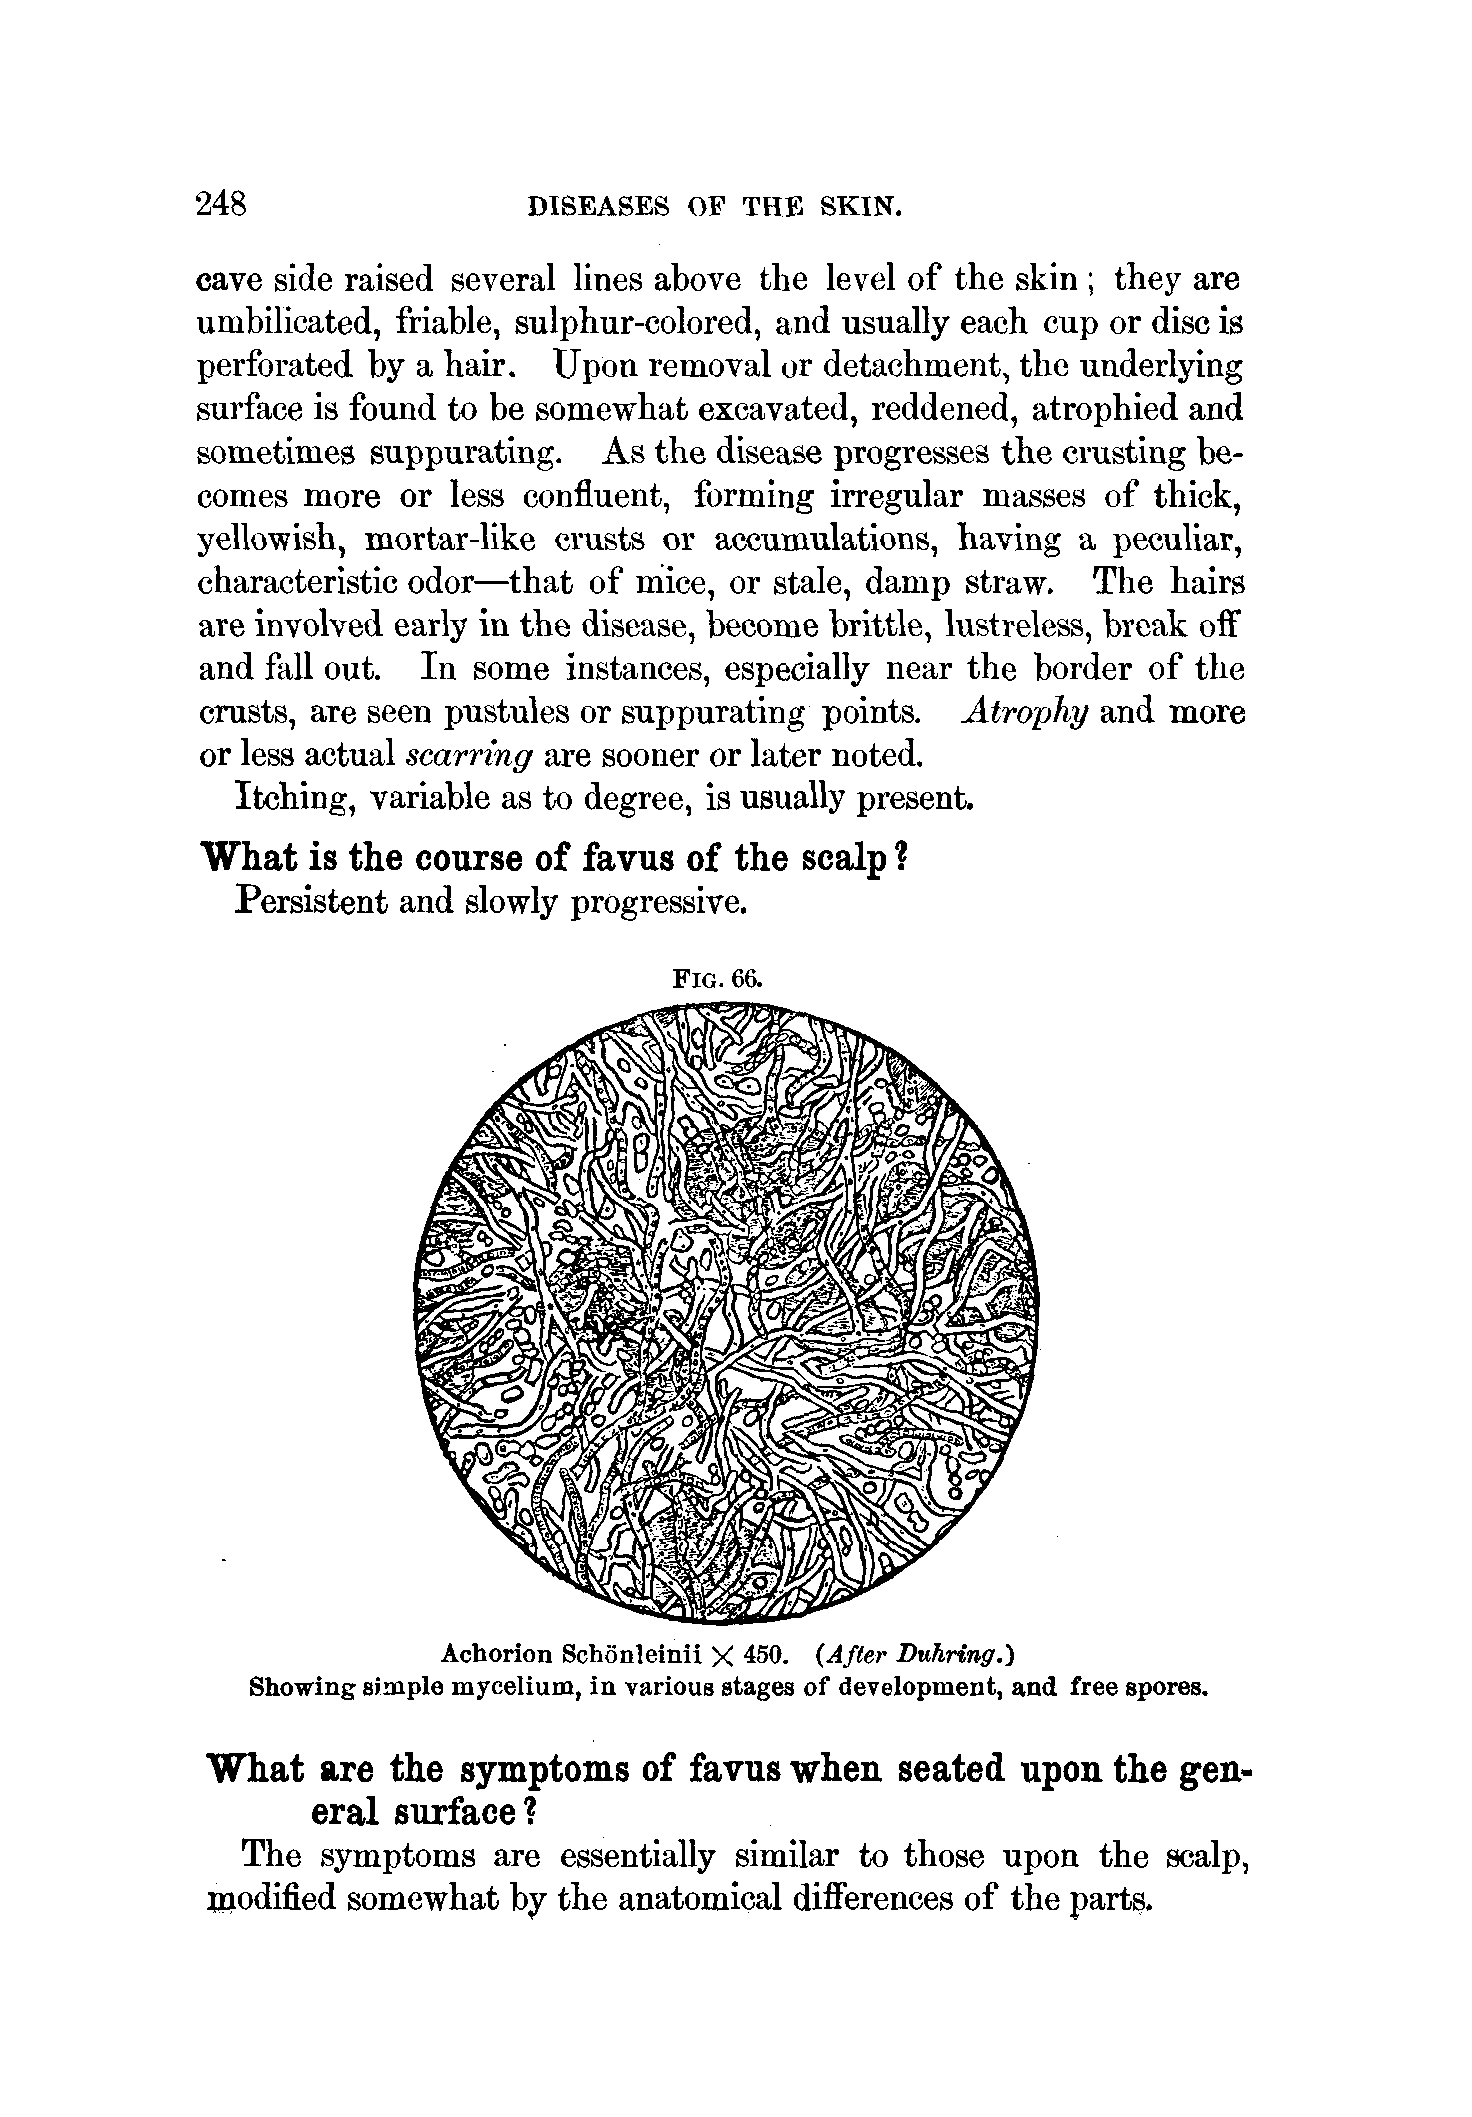 248 DISEASES OF THE SKIN.
cave side raised several lines above the level of the skin ; they are
umbilicated, friable, sulphur-colored, and usually each cup or disc is
perforated by a hair. Upon removal or detachment, the underlying
surface is found to be somewhat excavated, reddened, atrophied and
sometimes suppurating. As the disease progresses the crusting be-
comes more or less confluent, forming irregular masses of thick,
yellowish, mortar-like crusts or accumulations, having a peculiar,
characteristic odor—that of mice, or stale, damp straw. The hairs
are involved early in the disease, become brittle, lustreless, break off
and fall out. In some instances, especially near the border of the
crusts, are seen pustules or suppurating points. Atrophy and more
or less actual scarring are sooner or later noted.
Itching, variable as to degree, is usually present.
What is the course of favus of the scalp ?
Persistent and slowly progressive.
FIG. 66.
Achorion Schönleinii × 450. (After Duhring.)
Showing simple mycelium, in various stages of development, and free spores.
What are the symptoms of favus when seated upon the gen-
eral surface ?
The symptoms are essentially similar to those upon the scalp,
modified somewhat by the anatomical differences of the parts.